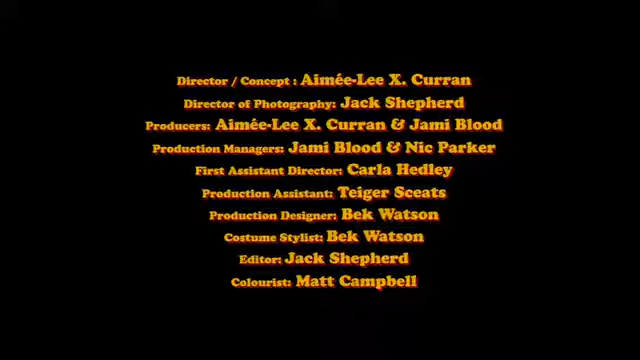 Director / Concept : Aimée-Lee X. Curran
Director of Photography: Jack Shepherd
Producers: Aimée-Lee X. Curran & Jami Blood
Production Managers: Jami Blood & Nic Parker
First Assistant Director: Carla Hedley
Production Assistant: Teiger Sceats
Production Designer: Bek Watson
Costume Stylist: Bek Watson
Editor: Jack Shepherd
Colourist: Matt Campbell